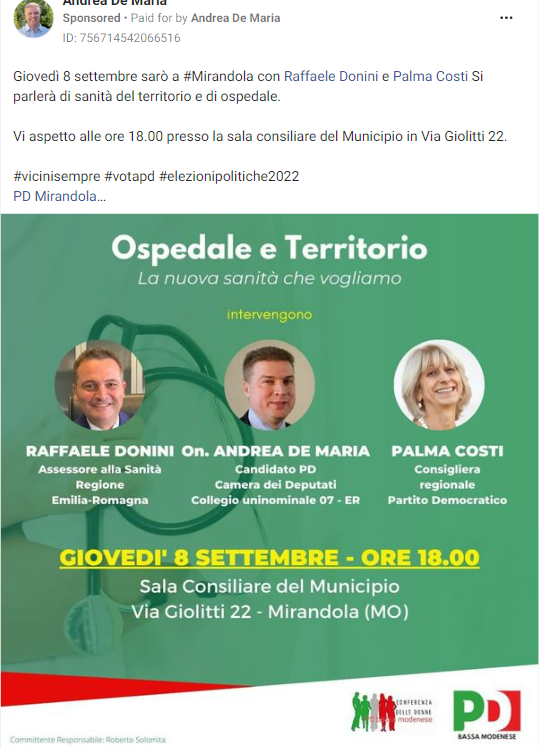 Andrea De Maria
Sponsored • Paid for by Andrea De Maria
ID: 756714542066516
Giovedì 8 settembre sarò a #Mirandola con Raffaele Donini e Palma Costi Si
parlerà di sanità del territorio e di ospedale.
Vi aspetto alle ore 18.00 presso la sala consiliare del Municipio in Via Giolitti 22.
#vicinisempre #votapd #elezionipolitiche2022
PD Mirandola...
Ospedale e Territorio
La nuova sanità che vogliamo
intervengono
RAFFAELE DONINI
Assessore alla Sanità
Regione
Emilia-Romagna
On. ANDREA DE MARIA
Candidato PD
Camera dei Deputati
Collegio uninominale 07 - ER
PALMA COSTI
Consigliera
regionale
Partito Democratico
GIOVEDI' 8 SETTEMBRE - ORE 18.00
Sala Consiliare del Municipio
Via Giolitti 22 - Mirandola (MO)
CONFERENZA
DELLE DONNE
modenese
PD
BASSA MODENESE
Committente Responsabile: Roberto Solomita